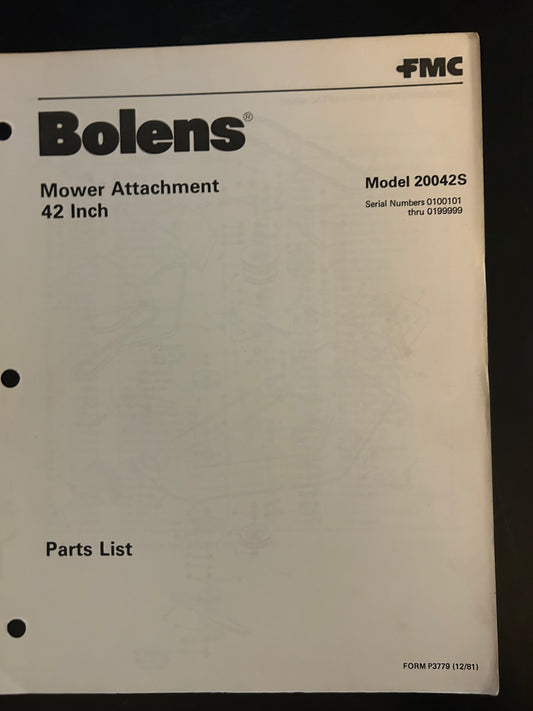 FMC
Bolens®
Mower Attachment
42 Inch
Model 20042S
Serial Numbers 0100101
thru 0199999
Parts List
FORM P3779 (12/81)